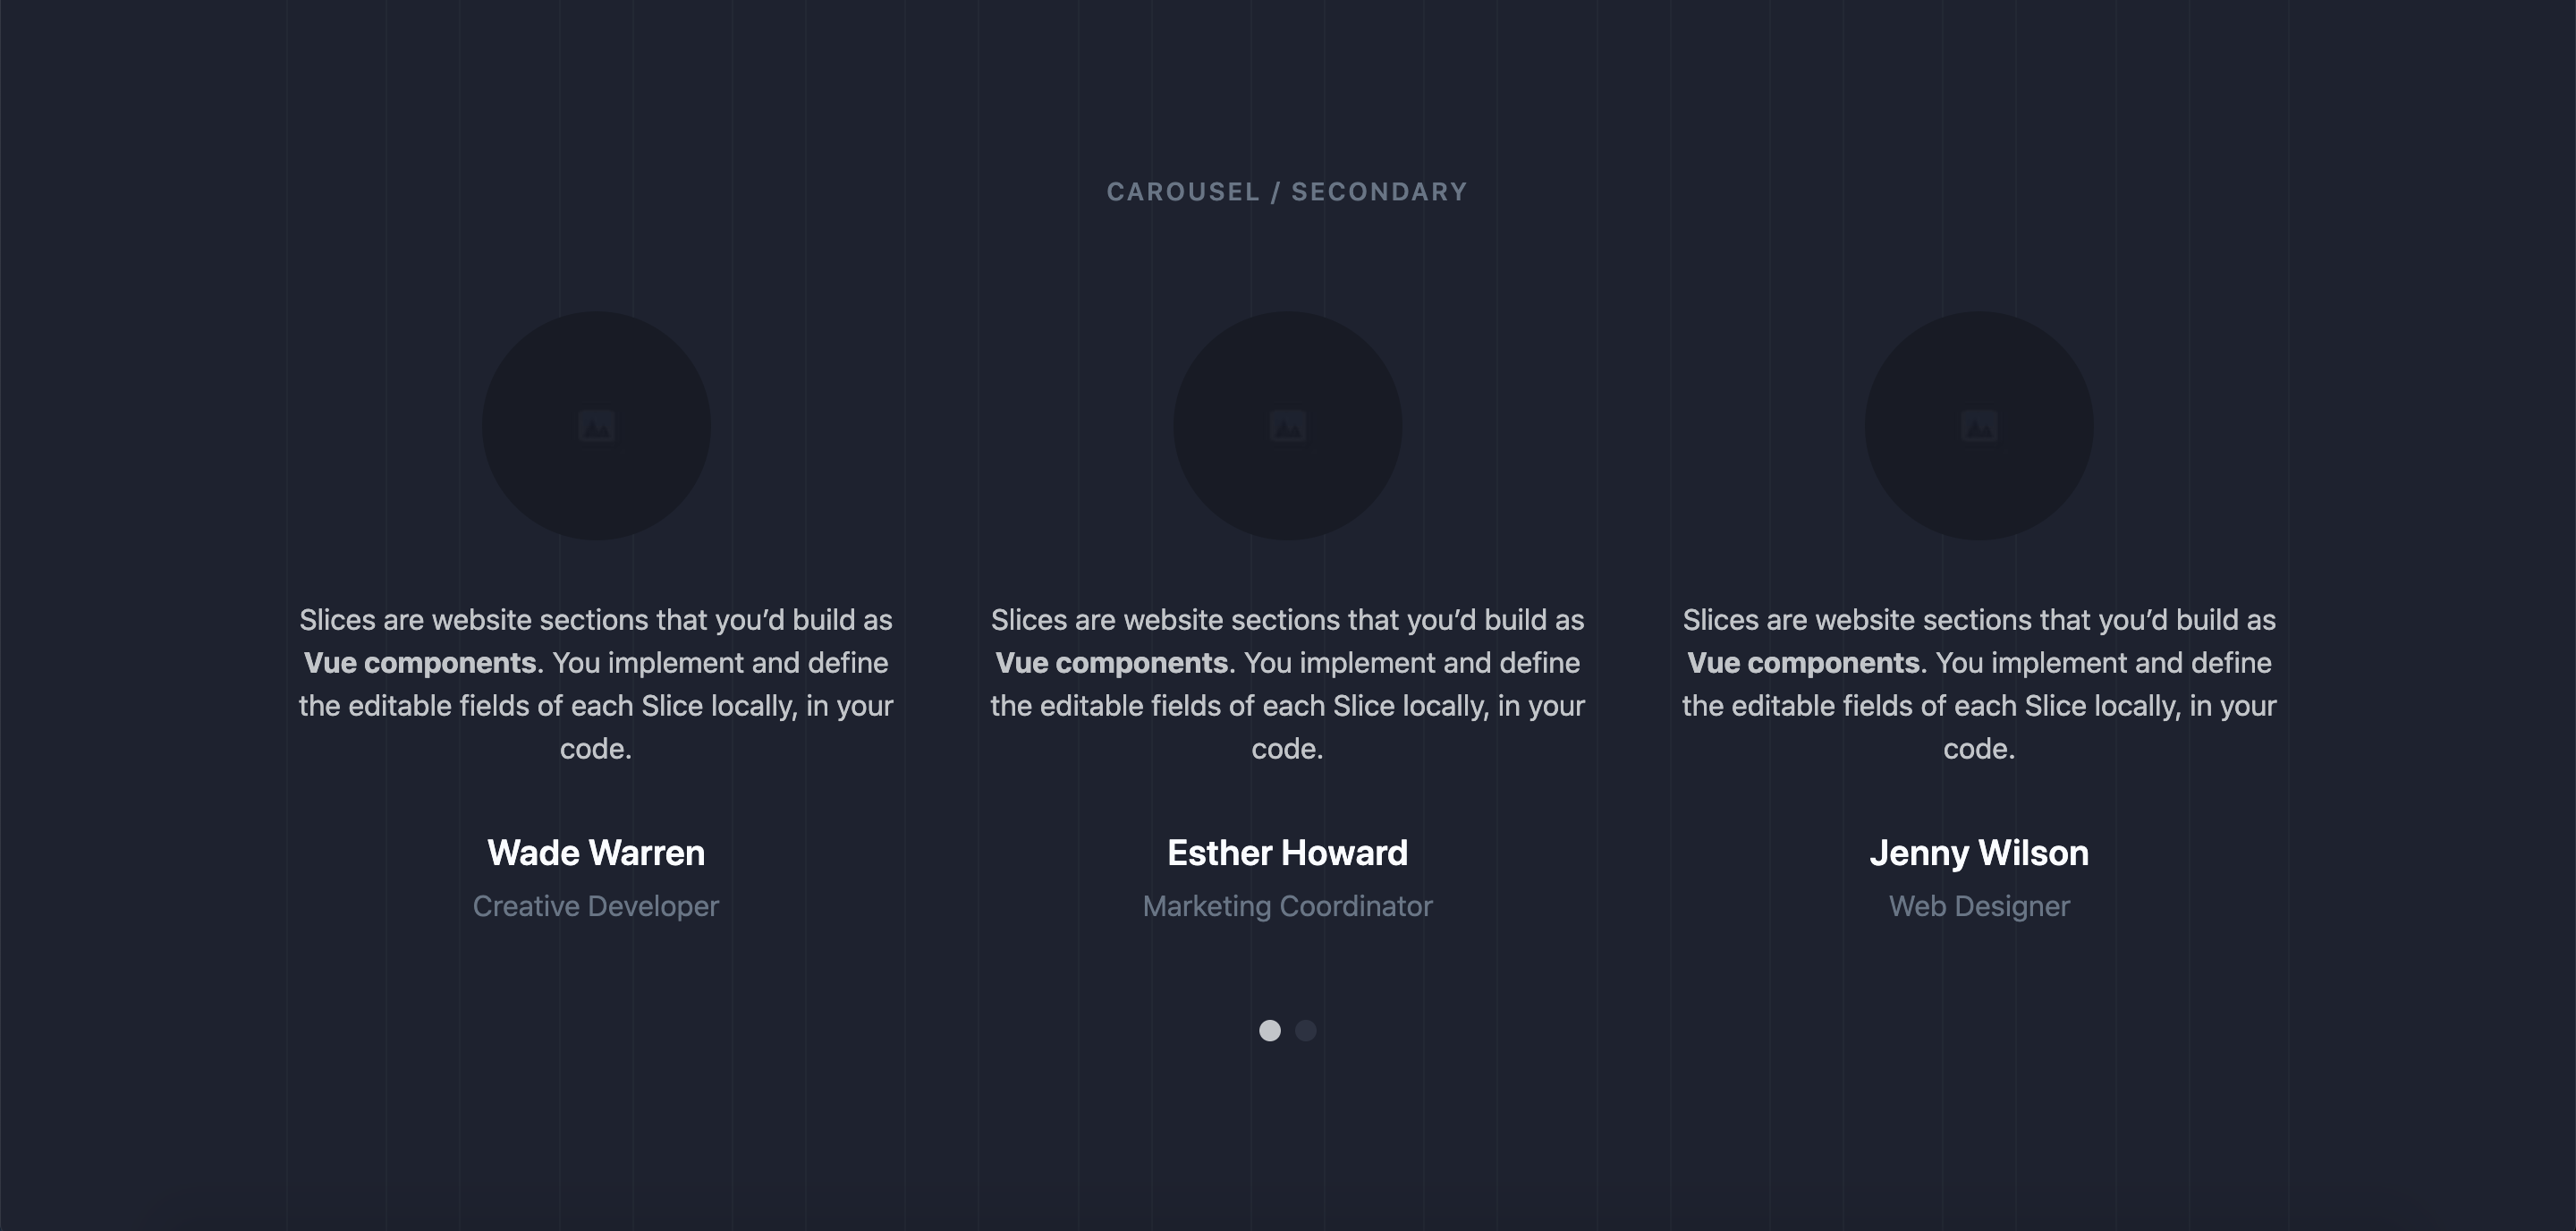 CAROUSEL / SECONDARY
Slices are website sections that you’d build as
Vue components. You implement and define
the editable fields of each Slice locally, in your
code.
Wade Warren
Creative Developer
Slices are website sections that you’d build as
Vue components. You implement and define
the editable fields of each Slice locally, in your
code.
Esther Howard
Marketing Coordinator
Slices are website sections that you’d build as
Vue components. You implement and define
the editable fields of each Slice locally, in your
code.
Jenny Wilson
Web Designer